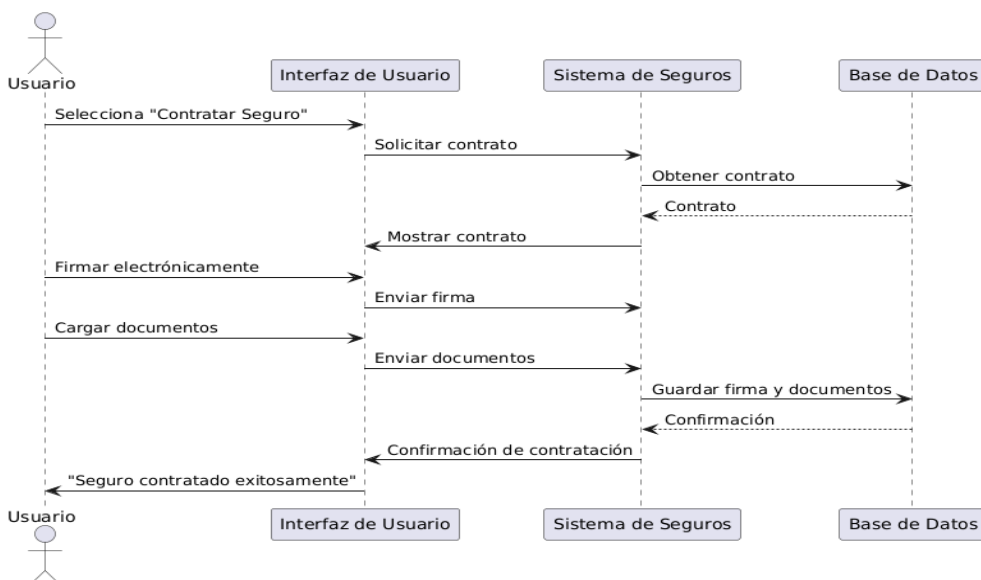 Usuario
Interfaz de Usuario
Sistema de Seguros
Base de Datos
Selecciona "Contratar Seguro"
Solicitar contrato
Obtener contrato
Contrato
Mostrar contrato
Firmar electrónicamente
Enviar firma
Cargar documentos
Enviar documentos
Guardar firma y documentos
Confirmación
Confirmación de contratación
"Seguro contratado exitosamente"
Usuario
Interfaz de Usuario
Sistema de Seguros
Base de Datos